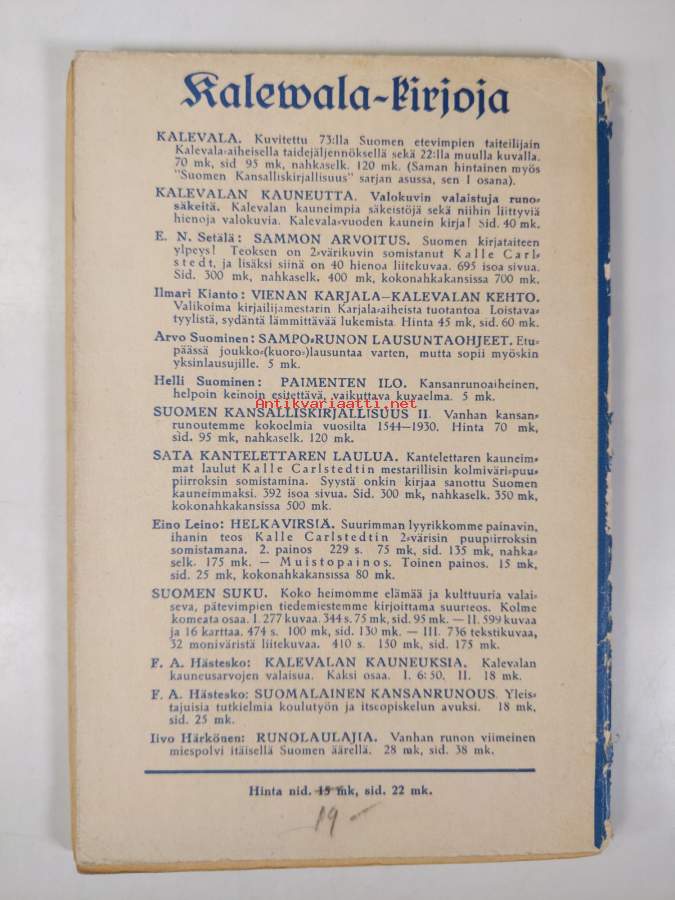 Kalewala-kirjoja
KALEVALA. Kuvitettu 73:lla Suomen etevimpien taiteilijain
Kalevala-aiheisella taidejäljennöksellä sekä 22:lla muulla kuvalla.
70 mk, sid 95 mk, nahkaselk. 120 mk. (Saman hintainen myös
"Suomen Kansalliskirjallisuus" sarjan asussa, sen I osana).
KALEVALAN KAUNEUTTA. Valokuvin valaistuja runo-
säkeitä. Kalevalan kauneimpia säkeistöjä sekä niihin liittyviä
hienoja valokuvia. Kalevala-vuoden kaunein kirja! Sid. 40 mk.
E. N. Setälä: SAMMON ARVOITUS. Suomen kirjataiteen
ylpeys! Teoksen on 2-värikuvin somistanut Kalle Carl-
stedt, ja lisäksi siinä on 40 hienoa liitekuvaa. 695 isoa sivua.
Sid. 300 mk, nahkaselk. 400 mk, kokonahkakansissa 700 mk.
Ilmari Kianto: VIENAN KARJALA—KALEVALAN KEHTO.
Valikoima kirjailijamestarin Karjala-aiheista tuotantoa Loistava-
tyylistä, sydäntä lämmittävää lukemista. Hinta 45 mk, sid. 60 mk.
Arvo Suominen: SAMPO-RUNON LAUSUNTAOHJEET. Etu-
päässä joukko-(kuoro-)lausuntaa varten, mutta sopii myöskin
yksinlausujille. 5 mk.
Helli Suominen: PAIMENTEN ILO. Kansanrunoaiheinen,
helpoin keinoin esitettävä, vaikuttava kuvaelma. 5 mk.
Antikvariaatti.net
SUOMEN KANSALLISKIRJALLISUUS II. Vanhan kansan-
runoutemme kokoelmia vuosilta 1544—1930. Hinta 70 mk,
sid. 95 mk, nahkaselk. 120 mk.
SATA KANTELETTAREN LAULUA. Kantelettaren kauneim-
mat laulut Kalle Carlstedtin mestarillisin kolmiväri-puu-
piirroksin somistamina. Syystä onkin kirjaa sanottu Suomen
kauneimmaksi. 392 isoa sivua. Sid. 300 mk, nahkaselk. 350 mk,
kokonahkakansissa 500 mk.
Eino Leino: HELKAVIRSIÄ. Suurimman lyyrikkomme painavin,
ihanin teos Kalle Carlstedtin 2-värisin puupiirroksin
somistamana. 2. painos 229 s. 75 mk, sid. 135 mk, nahka-
selk. 175 mk. — Muistopainos. Toinen painos. 15 mk,
sid. 25 mk, kokonahkakansissa 80 mk.
SUOMEN SUKU. Koko heimomme elämää ja kulttuuria valai-
seva, pätevimpien tiedemiestemme kirjoittama suurteos. Kolme
komeata osaa. I. 277 kuvaa. 344 s. 75 mk, sid. 95 mk. — II. 599 kuvaa
ja 16 karttaa. 474 s. 100 mk, sid. 130 mk. — III. 736 tekstikuvaa,
32 moniväristä liitekuvaa. 410 s. 150 mk, sid. 175 mk.
F. A. Hästesko: KALEVALAN KAUNEUKSIA. Kalevalan
kauneusarvojen valaisua. Kaksi osaa. I. 6:50, II. 18 mk.
F. A. Hästesko: SUOMALAINEN KANSANRUNOUS. Yleis-
tajuisia tutkielmia koulutyön ja itseopiskelun avuksi. 18 mk,
sid. 25 mk.
Iivo Härkönen: RUNOLAULAJIA. Vanhan runon viimeinen
miespolvi itäisellä Suomen äärellä. 28 mk, sid. 38 mk.
Hinta nid. 15 mk, sid. 22 mk.
19 -